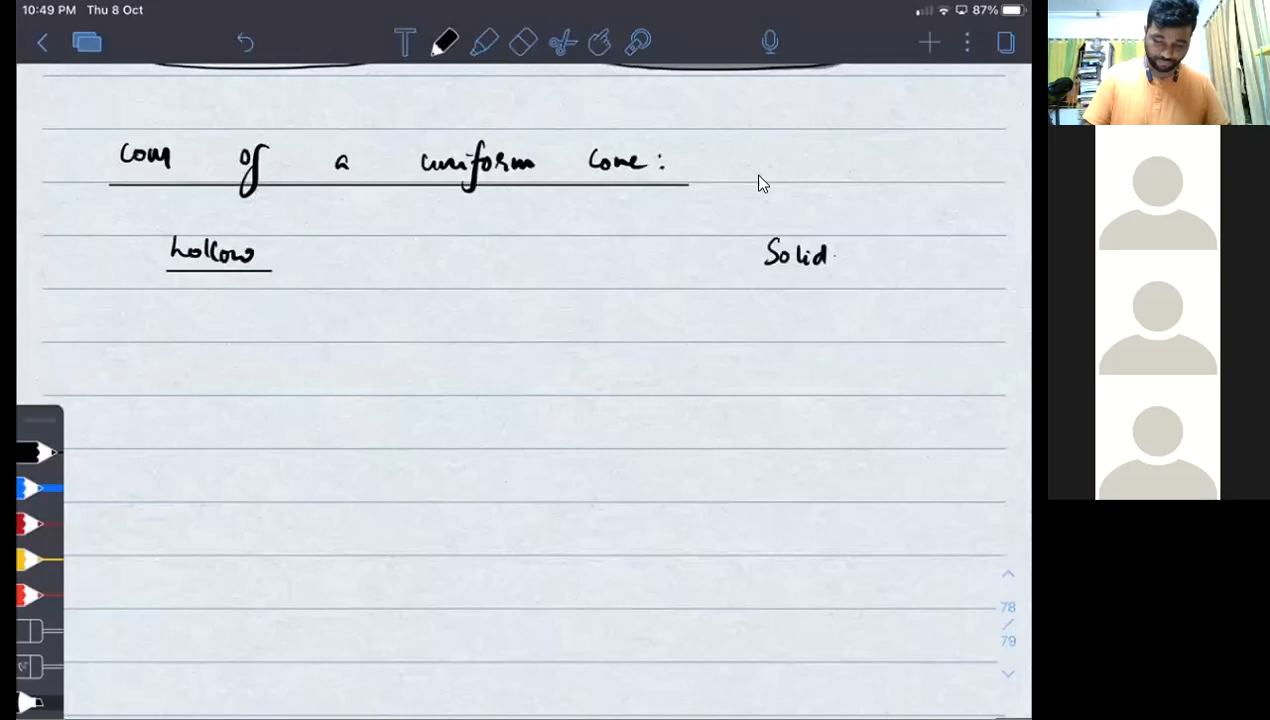 10:49 PM Thu 8 Oct 87%
COM of a uniform Cone:
hollow Solid
78
/
79